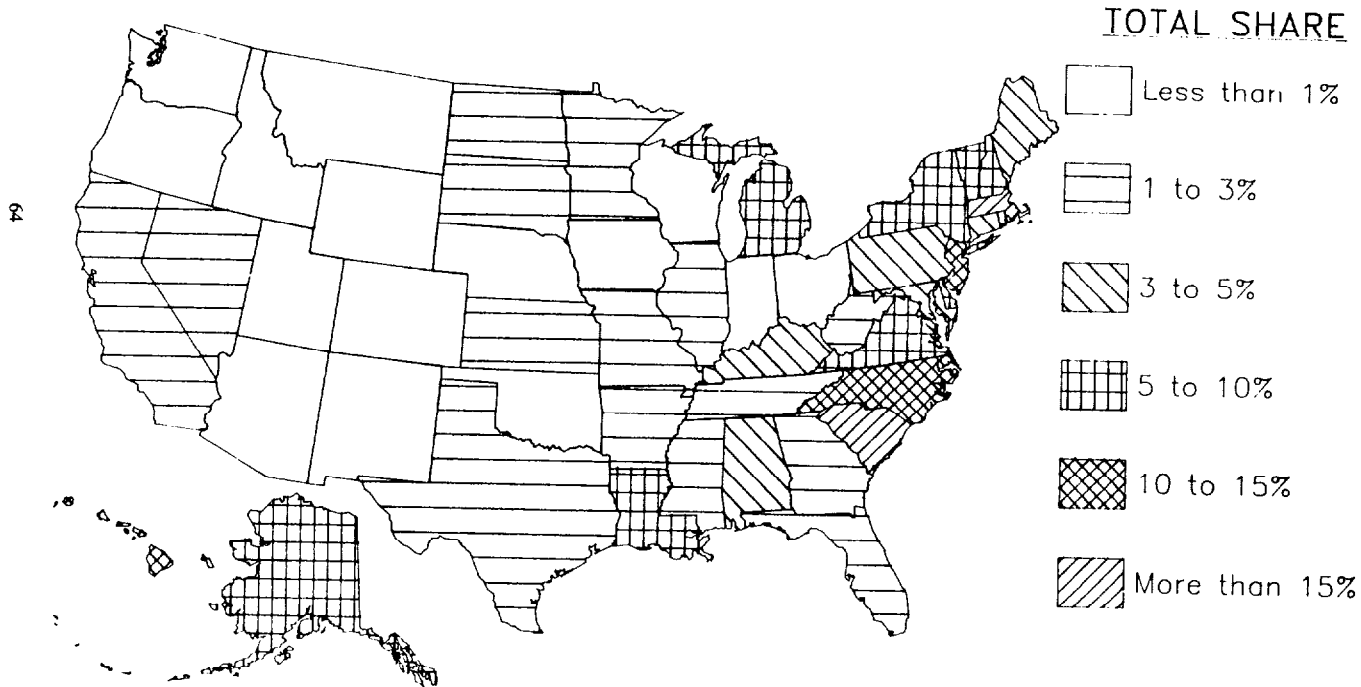 TOTAL SHARE
Less than 1%
1 to 3%
3 to 5%
5 to 10%
10 to 15%
More than 15%
64